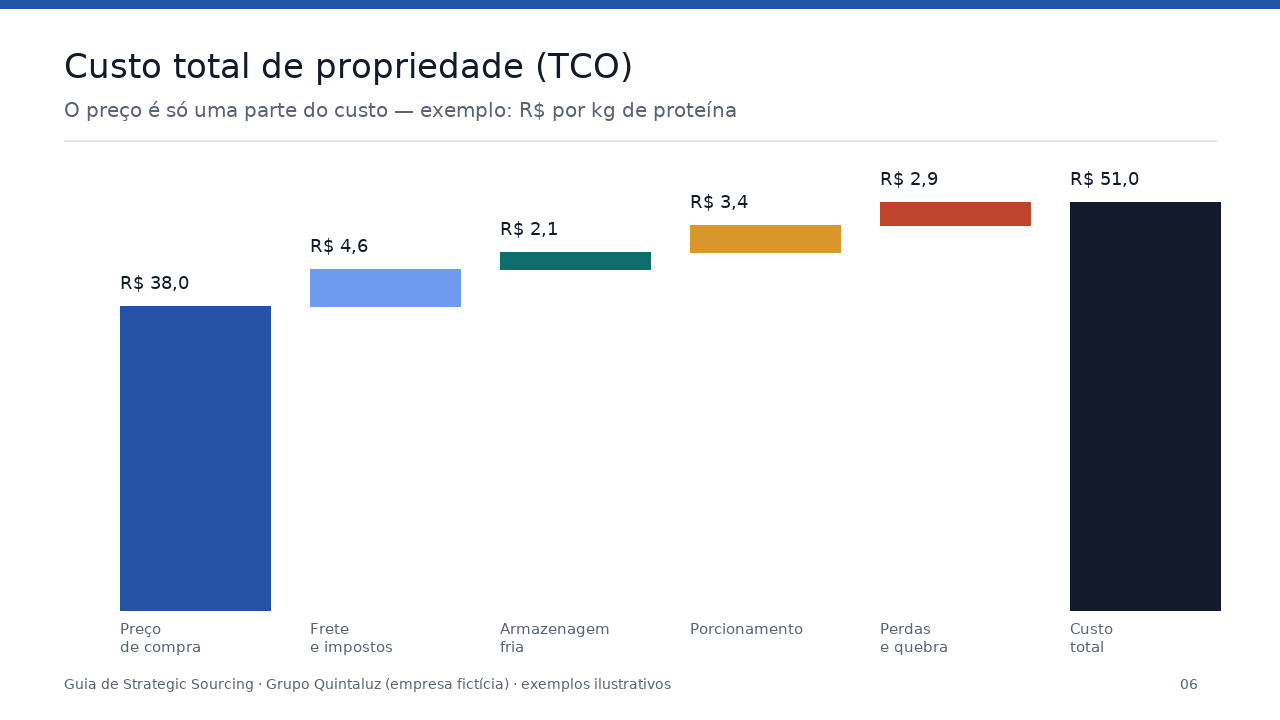 Custo total de propriedade (TCO)
O preço é só uma parte do custo — exemplo: R$ por kg de proteína
R$ 38,0
R$ 4,6
R$ 2,1
R$ 3,4
R$ 2,9
R$ 51,0
Preço
de compra
Frete
e impostos
Armazenagem
fria
Porcionamento
Perdas
e quebra
Custo
total
Guia de Strategic Sourcing · Grupo Quintaluz (empresa fictícia) · exemplos ilustrativos
06